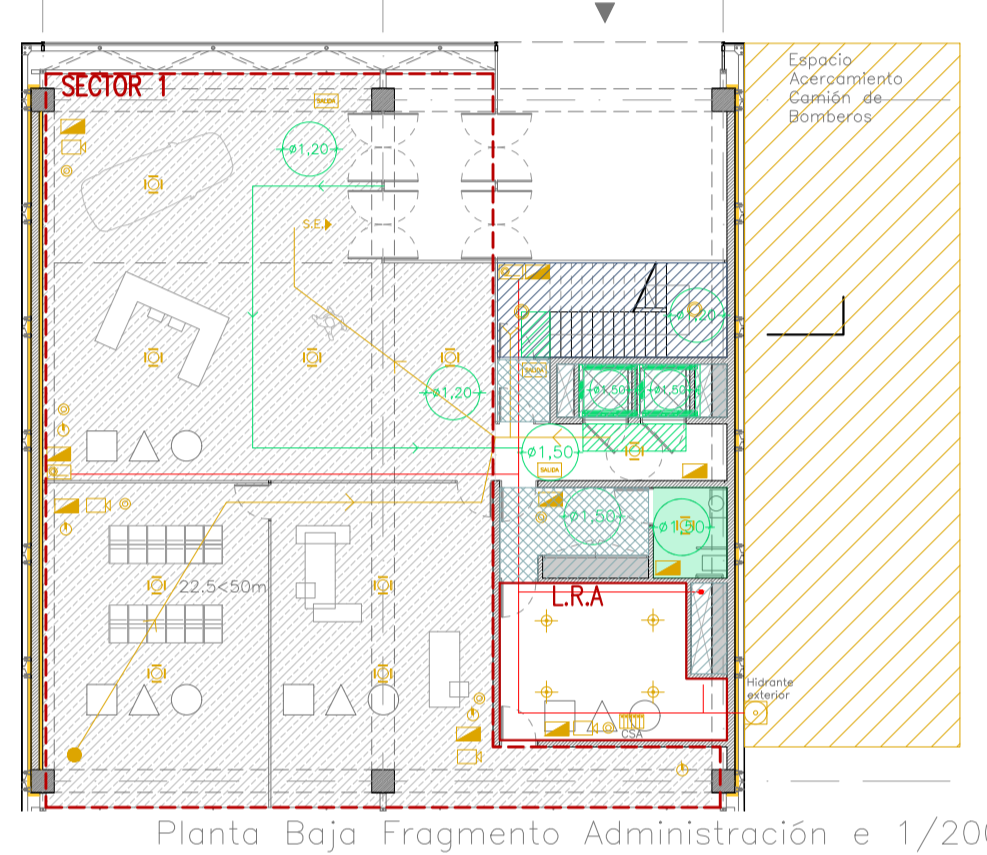 SECTOR 1
Espacio
Acercamiento
Camión de
Bomberos
SALIDA
ø1,20
S.E.
ø1,20
ø1,20
SALIDA
ø1,50
ø1,50
ø1,50
SALIDA
ø1,50
ø1,50
22.5<50m
L.R.A
Hidrante
exterior
CSA
Planta Baja Fragmento Administración e 1/200